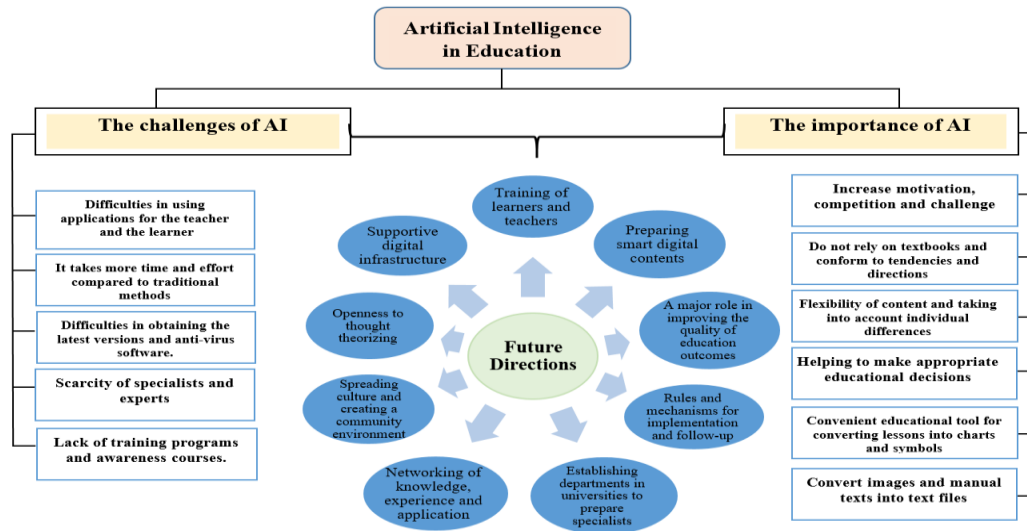 Artificial Intelligence
in Education
The challenges of AI
The importance of AI
Difficulties in using
applications for the teacher
and the learner
It takes more time and effort
compared to traditional
methods
Difficulties in obtaining the
latest versions and anti-virus
software.
Scarcity of specialists and
experts
Lack of training programs
and awareness courses.
Training of
learners and
teachers
Preparing
smart digital
contents
A major role in
improving the
quality of
education
outcomes
Rules and
mechanisms for
implementation
and follow-up
Establishing
departments in
universities to
prepare
specialists
Networking of
knowledge,
experience and
application
Spreading
culture and
creating a
community
environment
Openness to
thought
theorizing
Supportive
digital
infrastructure
Future
Directions
Increase motivation,
competition and challenge
Do not rely on textbooks and
conform to tendencies and
directions
Flexibility of content and taking
into account individual
differences
Helping to make appropriate
educational decisions
Convenient educational tool for
converting lessons into charts
and symbols
Convert images and manual
texts into text files